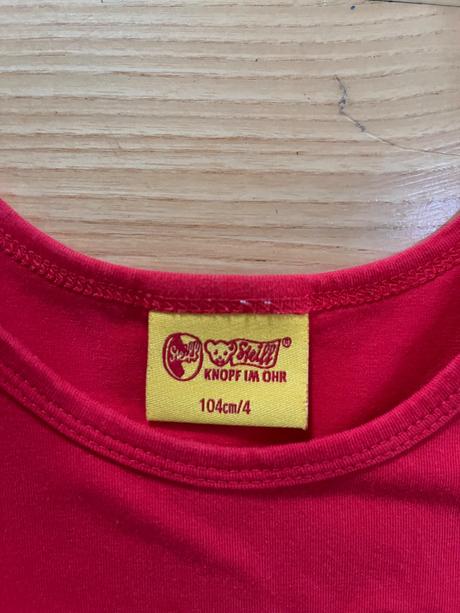 Steiff Steiff®
KNOPF IM OHR
104cm/4